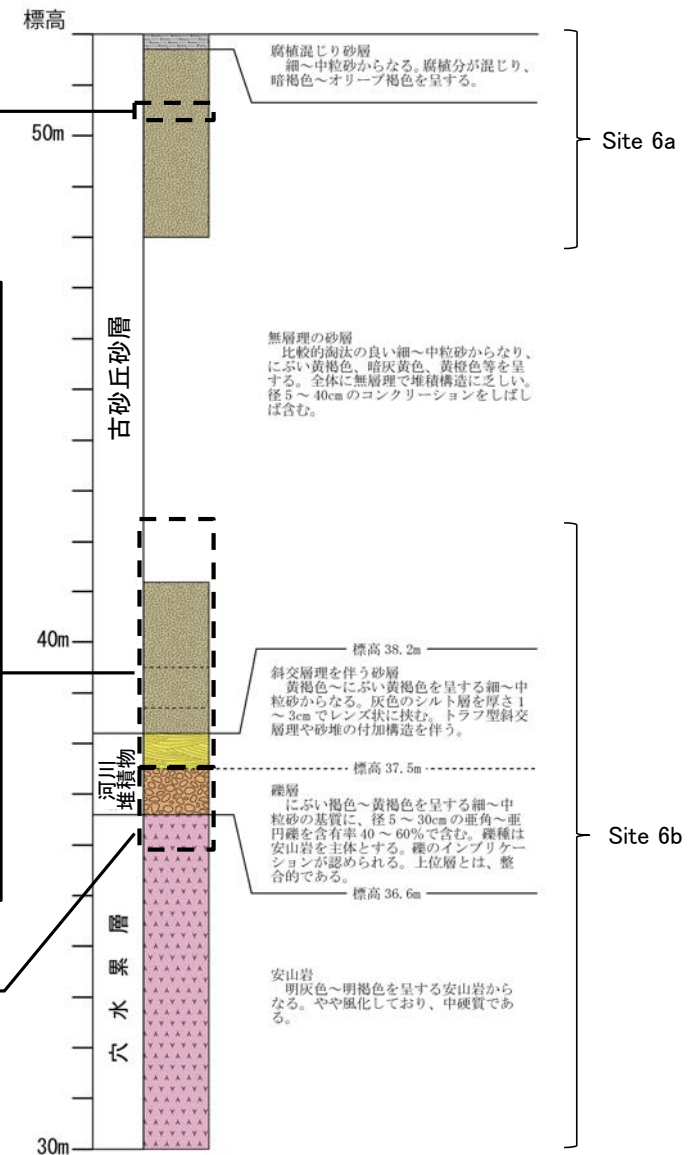 標高
腐植混じり砂層
細～中粒砂からなる。腐植分が混じり、
暗褐色～オリーブ褐色を呈する。
50m
Site 6a
古砂丘砂層
無層理の砂層
比較的淘汰の良い細～中粒砂からなり、
にぶい黄褐色、暗灰黄色、黄橙色等を呈
する。全体に無層理で堆積構造に乏しい。
径 5 ～ 40cm のコンクリーションをしばし
ば含む。
40m
標高 38.2m
斜交層理を伴う砂層
黄褐色～にぶい黄褐色を呈する細～中
粒砂からなる。灰色のシルト層を厚さ 1
～ 3cm でレンズ状に挟む。トラフ型斜交
層理や砂堆の付加構造を伴う。
標高 37.5m
河川
堆積物
礫層
にぶい褐色～黄褐色を呈する細～中
粒砂の基質に、径 5 ～ 30cm の亜角～亜
円礫を含有率 40 ～ 60％で含む。礫種は
安山岩を主体とする。礫のインブリケー
ションが認められる。上位層とは、整
合的である。
標高 36.6m
Site 6b
穴水累層
安山岩
明灰色～明褐色を呈する安山岩から
なる。やや風化しており、中硬質であ
る。
30m